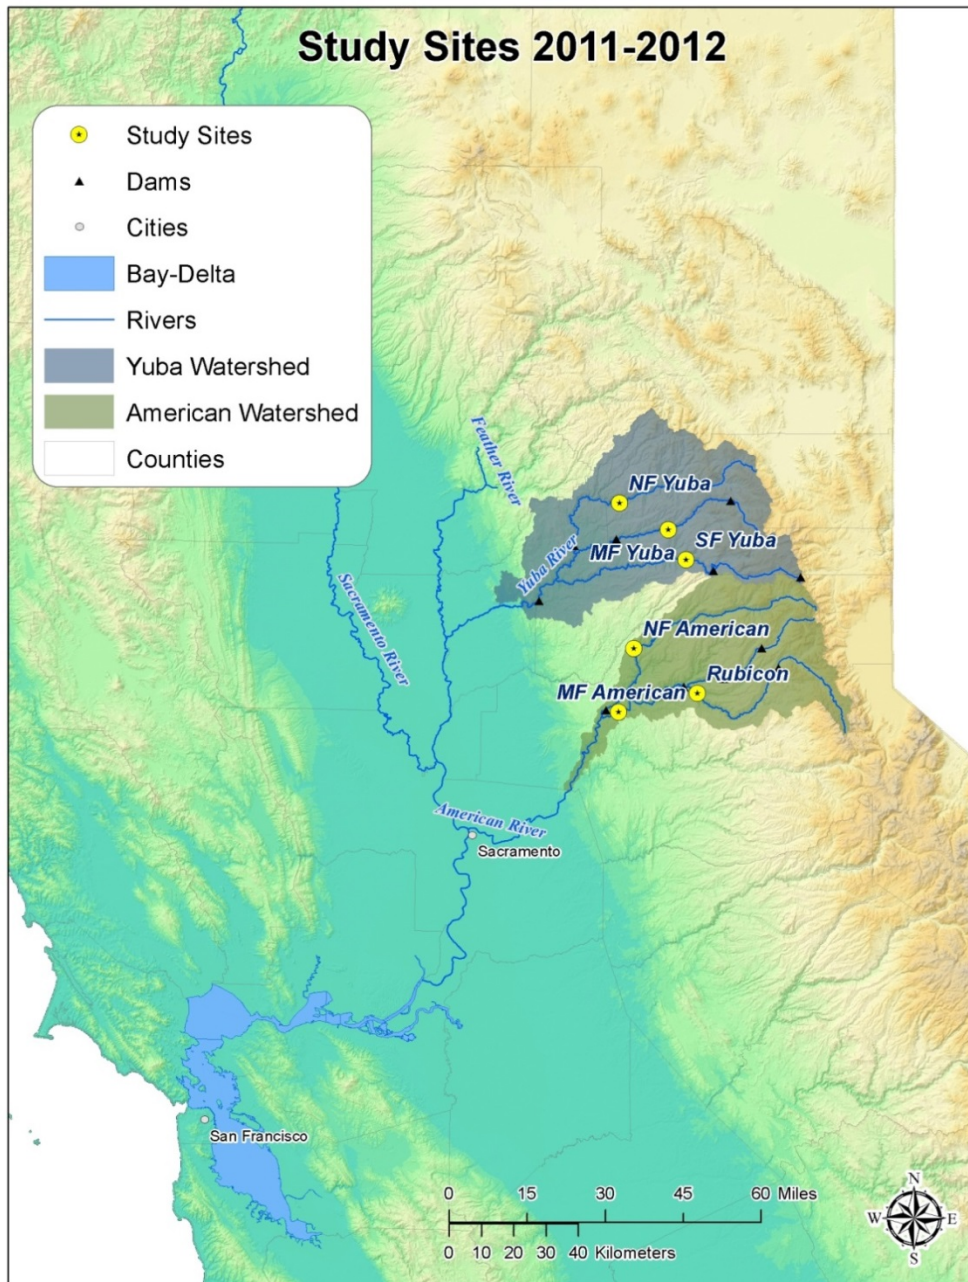 Study Sites 2011-2012
Study Sites
Dams
Cities
Bay-Delta
Rivers
Yuba Watershed
American Watershed
Counties
Feather River
NF Yuba
Yuba River
MF Yuba
SF Yuba
Sacramento River
NF American
Rubicon
MF American
American River
Sacramento
San Francisco
0 15 30 45 60 Miles
0 10 20 30 40 Kilometers
N
W E
S